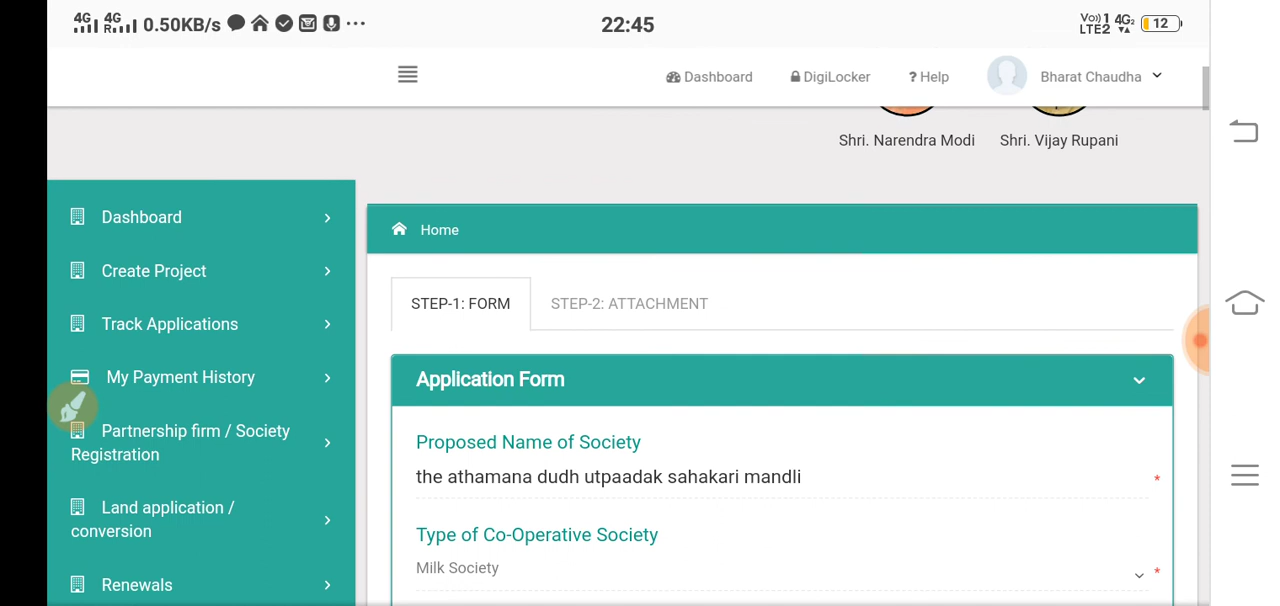 4G 4G R 0.50KB/s ... 22:45 Vo) 1 4G2 LTE2 12
Dashboard DigiLocker ? Help Bharat Chaudha
Shri. Narendra Modi Shri. Vijay Rupani
Dashboard
Create Project
Track Applications
My Payment History
Partnership firm / Society
Registration
Land application /
conversion
Renewals
Home
STEP-1: FORM STEP-2: ATTACHMENT
Application Form
Proposed Name of Society
the athamana dudh utpaadak sahakari mandli *
Type of Co-Operative Society
Milk Society *